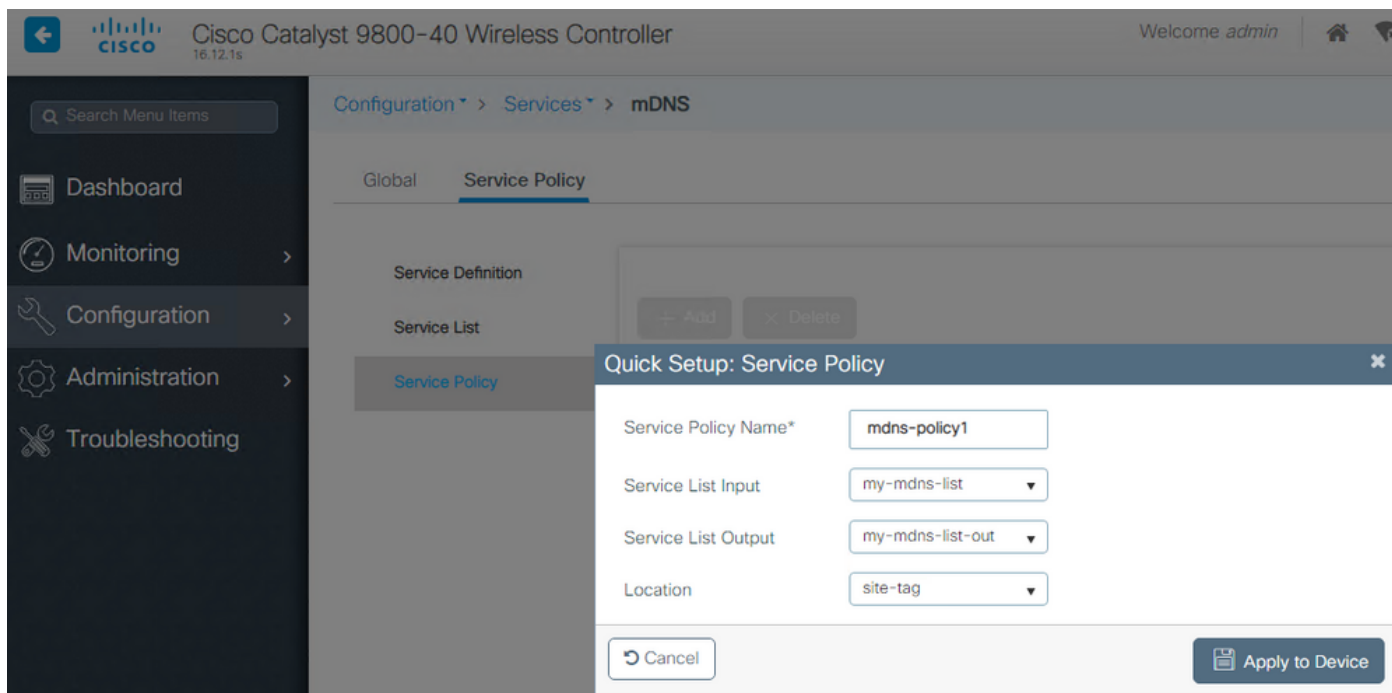 CISCO
Cisco Catalyst 9800-40 Wireless Controller
16.12.1s
Welcome admin
Search Menu Items
Dashboard
Monitoring
Configuration
Administration
Troubleshooting
Configuration > Services > mDNS
Global
Service Policy
Service Definition
Service List
Service Policy
+ Add
× Delete
Quick Setup: Service Policy
Service Policy Name*
mdns-policy1
Service List Input
my-mdns-list
Service List Output
my-mdns-list-out
Location
site-tag
Cancel
Apply to Device